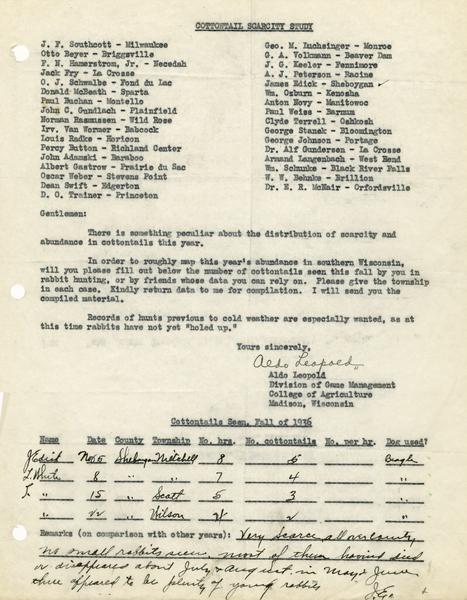 COTTONTAIL SCARCITY STUDY
J. F. Southcott - Milwaukee
Otto Beyer - Briggsville
F. N. Hamerstrom, Jr. - Necedah
Jack Fry - La Crosse
O. J. Schwalbe - Fond du Lac
Donald McBeath - Sparta
Paul Buchan - Montello
John C. Gundlach - Plainfield
Norman Rasmussen - Wild Rose
Irv. Van Wormer - Babcock
Louis Radke - Horicon
Percy Button - Richland Center
John Adamski - Baraboo
Albert Gastrow - Prairie du Sac
Oscar Weber - Stevens Point
Dean Swift - Edgerton
D. O. Trainer - Princeton
Geo. M. Luchsinger - Monroe
G. A. Volkmann - Beaver Dam
J. G. Keeler - Fennimore
A. J. Peterson - Racine
James Edick - Sheboygan
Wm. Ozburn - Kenosha
Anton Novy - Manitowoc
Paul Weiss - Barnum
Clyde Terrell - Oshkosh
George Stanek - Bloomington
George Johnson - Portage
Dr. Alf Gundersen - La Crosse
Armand Langenbach - West Bend
Wm. Schunke - Black River Falls
W. W. Behnke - Brillion
Dr. E. R. McNair - Orfordsville
Gentlemen:
There is something peculiar about the distribution of scarcity and
abundance in cottontails this year.
In order to roughly map this year's abundance in southern Wisconsin,
will you please fill out below the number of cottontails seen this fall by you in
rabbit hunting, or by friends whose data you can rely on. Please give the township
in each case. Kindly return data to me for compilation. I will send you the
compiled material.
Records of hunts previous to cold weather are especially wanted, as at
this time rabbits have not yet "holed up."
Yours sincerely,
Aldo Leopold
Aldo Leopold
Division of Game Management
College of Agriculture
Madison, Wisconsin
Cottontails Seen, Fall of 1936
Name Date County Township No. hrs. No. cottontails No. per hr. Dog used?
J Edick Nov 15 Sheboygan Mitchell 8 5 Beagle
White 8 " " 7 4 "
" 15 " Scott 5 3 "
" 22 " Wilson 2 "
Remarks (on comparison with other years): Very scarce all over county
no small rabbits seen, most of them having died
or disappeared about July & August, in May & June
there appeared to be plenty of young rabbits